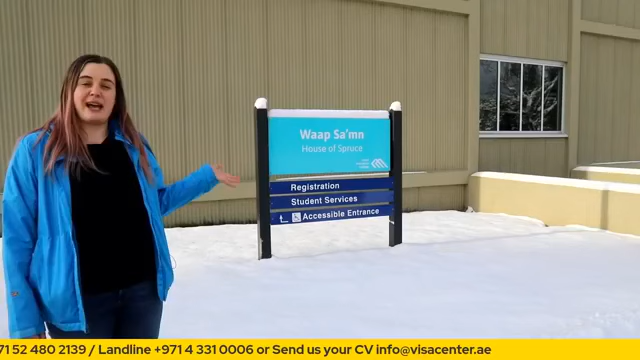 Waap Sa'mn
House of Spruce
Registration
Student Services
Accessible Entrance
71 52 480 2139 / Landline +971 4 331 0006 or Send us your CV info@visacenter.ae